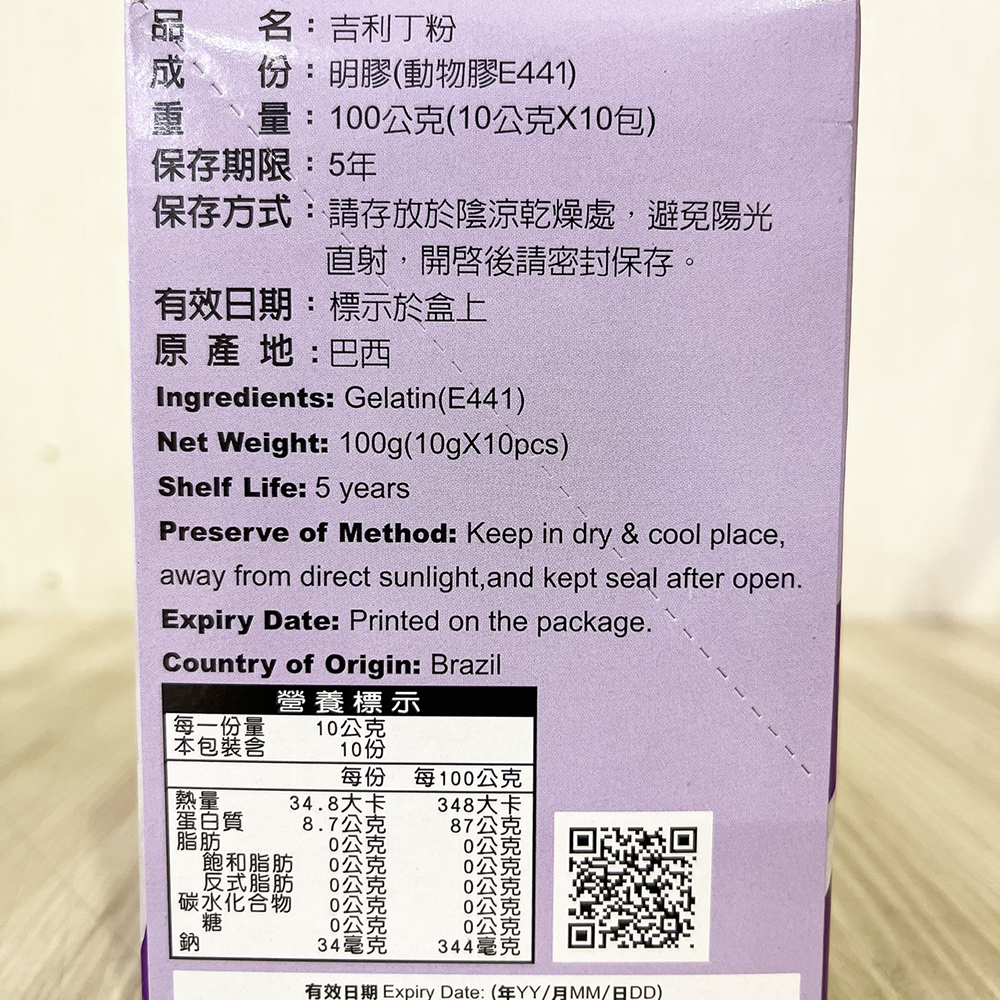 品名：吉利丁粉
成份：明膠(動物膠E441)
重量：100公克(10公克X10包)
保存期限：5年
保存方式：請存放於陰涼乾燥處，避免陽光
直射，開啓後請密封保存。
有效日期：標示於盒上
原產地：巴西
Ingredients: Gelatin(E441)
Net Weight: 100g(10gX10pcs)
Shelf Life: 5 years
Preserve of Method: Keep in dry & cool place,
away from direct sunlight,and kept seal after open.
Expiry Date: Printed on the package.
Country of Origin: Brazil
營養標示
每一份量 10公克
本包裝含 10份
每份 每100公克
熱量 34.8大卡 348大卡
蛋白質 8.7公克 87公克
脂肪 0公克 0公克
飽和脂肪 0公克 0公克
反式脂肪 0公克 0公克
碳水化合物 0公克 0公克
糖 0公克 0公克
鈉 34毫克 344毫克
有效日期 Expiry Date: (年YY/月MM/日DD)